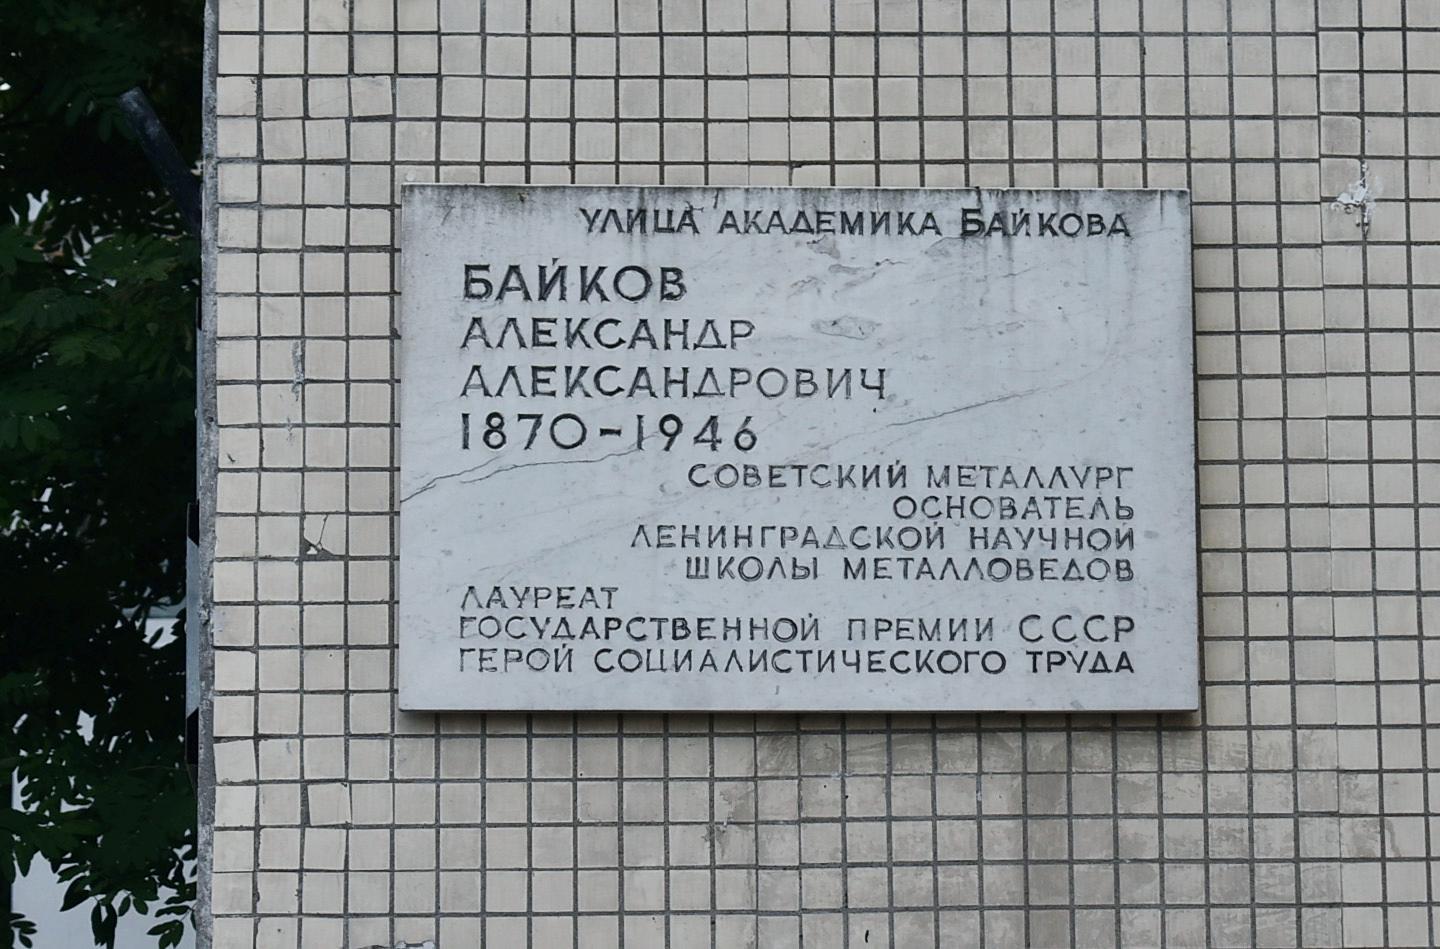 УЛИЦА АКАДЕМИКА БАЙКОВА
БАЙКОВ
АЛЕКСАНДР
АЛЕКСАНДРОВИЧ
1870-1946
СОВЕТСКИЙ МЕТАЛЛУРГ
ОСНОВАТЕЛЬ
ЛЕНИНГРАДСКОЙ НАУЧНОЙ
ШКОЛЫ МЕТАЛЛОВЕДОВ
ЛАУРЕАТ
ГОСУДАРСТВЕННОЙ ПРЕМИИ СССР
ГЕРОЙ СОЦИАЛИСТИЧЕСКОГО ТРУДА